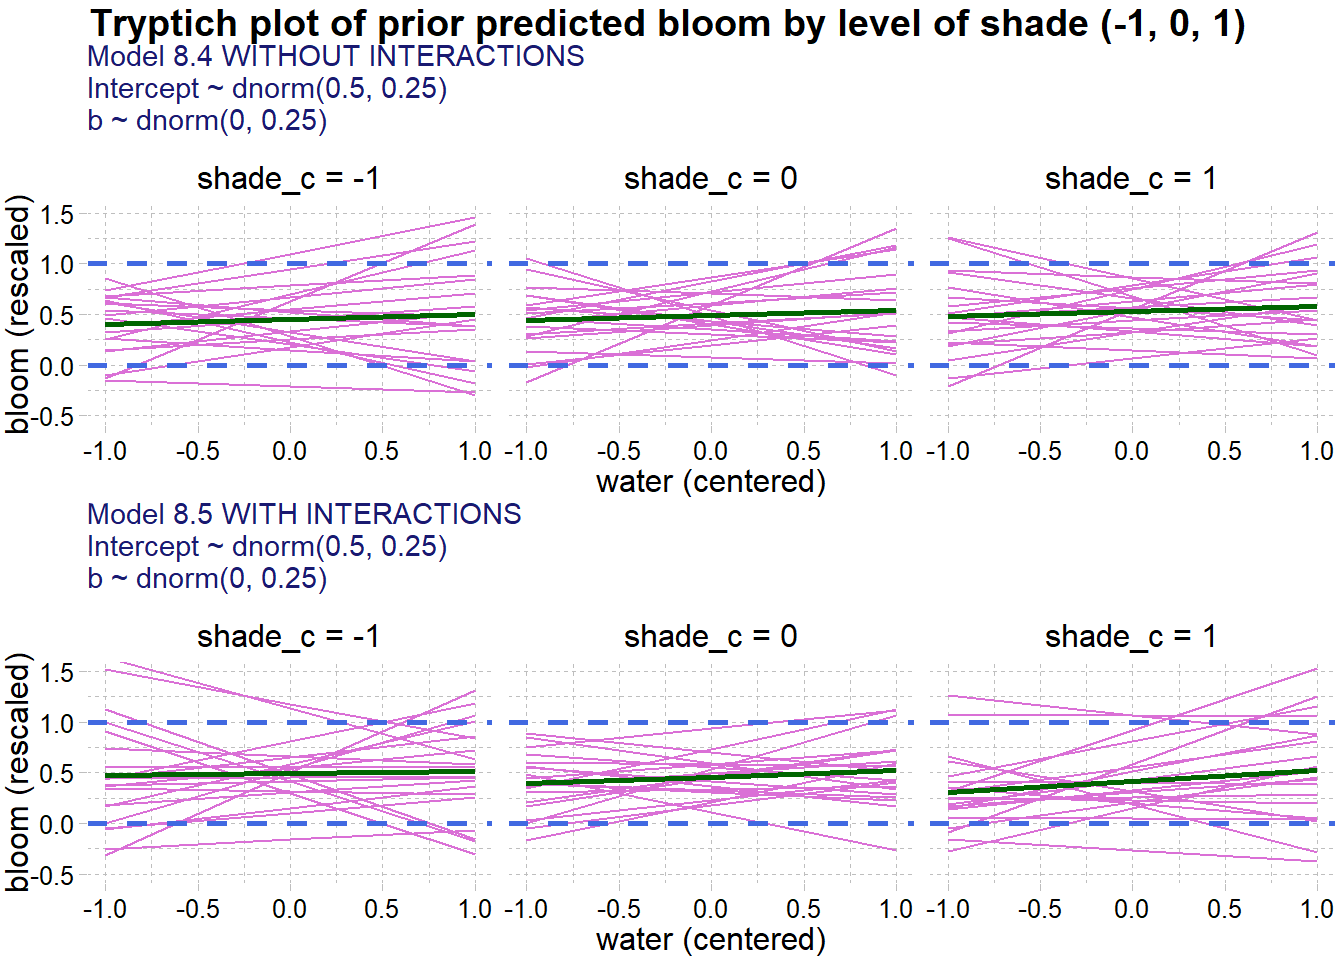 Tryptich plot of prior predicted bloom by level of shade (-1, 0, 1)
Model 8.4 WITHOUT INTERACTIONS
Intercept ~ dnorm(0.5, 0.25)
b ~ dnorm(0, 0.25)
shade_c = -1 shade_c = 0 shade_c = 1
bloom (rescaled)
1.5
1.0
0.5
0.0
-0.5
-1.0 -0.5 0.0 0.5 1.0 -1.0 -0.5 0.0 0.5 1.0 -1.0 -0.5 0.0 0.5 1.0
water (centered)
Model 8.5 WITH INTERACTIONS
Intercept ~ dnorm(0.5, 0.25)
b ~ dnorm(0, 0.25)
shade_c = -1 shade_c = 0 shade_c = 1
bloom (rescaled)
1.5
1.0
0.5
0.0
-0.5
-1.0 -0.5 0.0 0.5 1.0 -1.0 -0.5 0.0 0.5 1.0 -1.0 -0.5 0.0 0.5 1.0
water (centered)